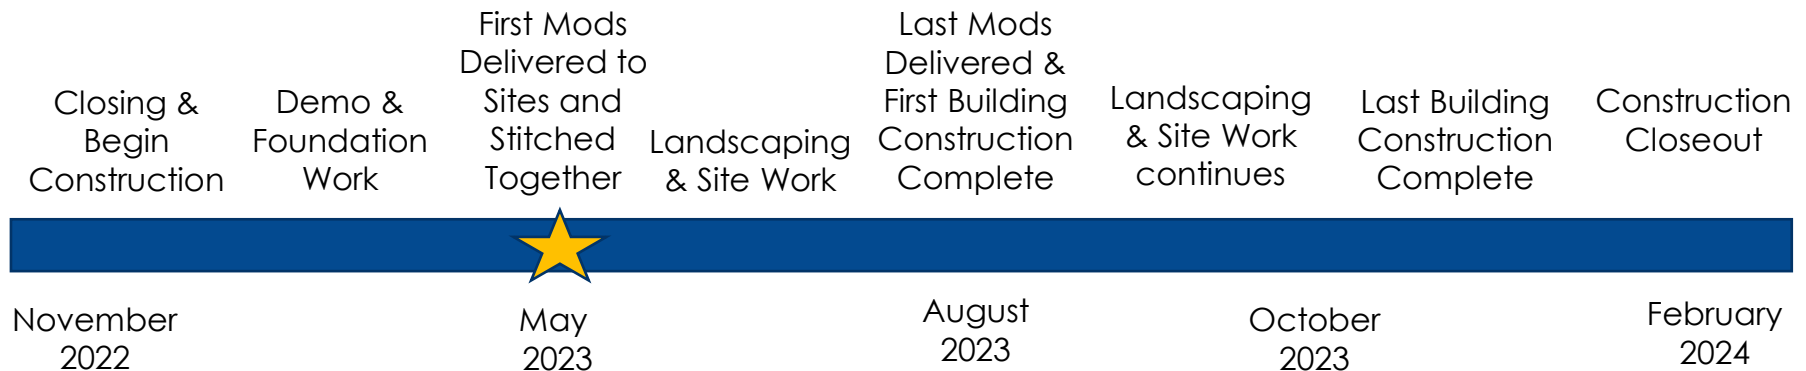 Closing &
Begin
Construction
Demo &
Foundation
Work
First Mods
Delivered to
Sites and
Stitched
Together
Landscaping
& Site Work
Last Mods
Delivered &
First Building
Construction
Complete
Landscaping
& Site Work
continues
Last Building
Construction
Complete
Construction
Closeout
November
2022
May
2023
August
2023
October
2023
February
2024